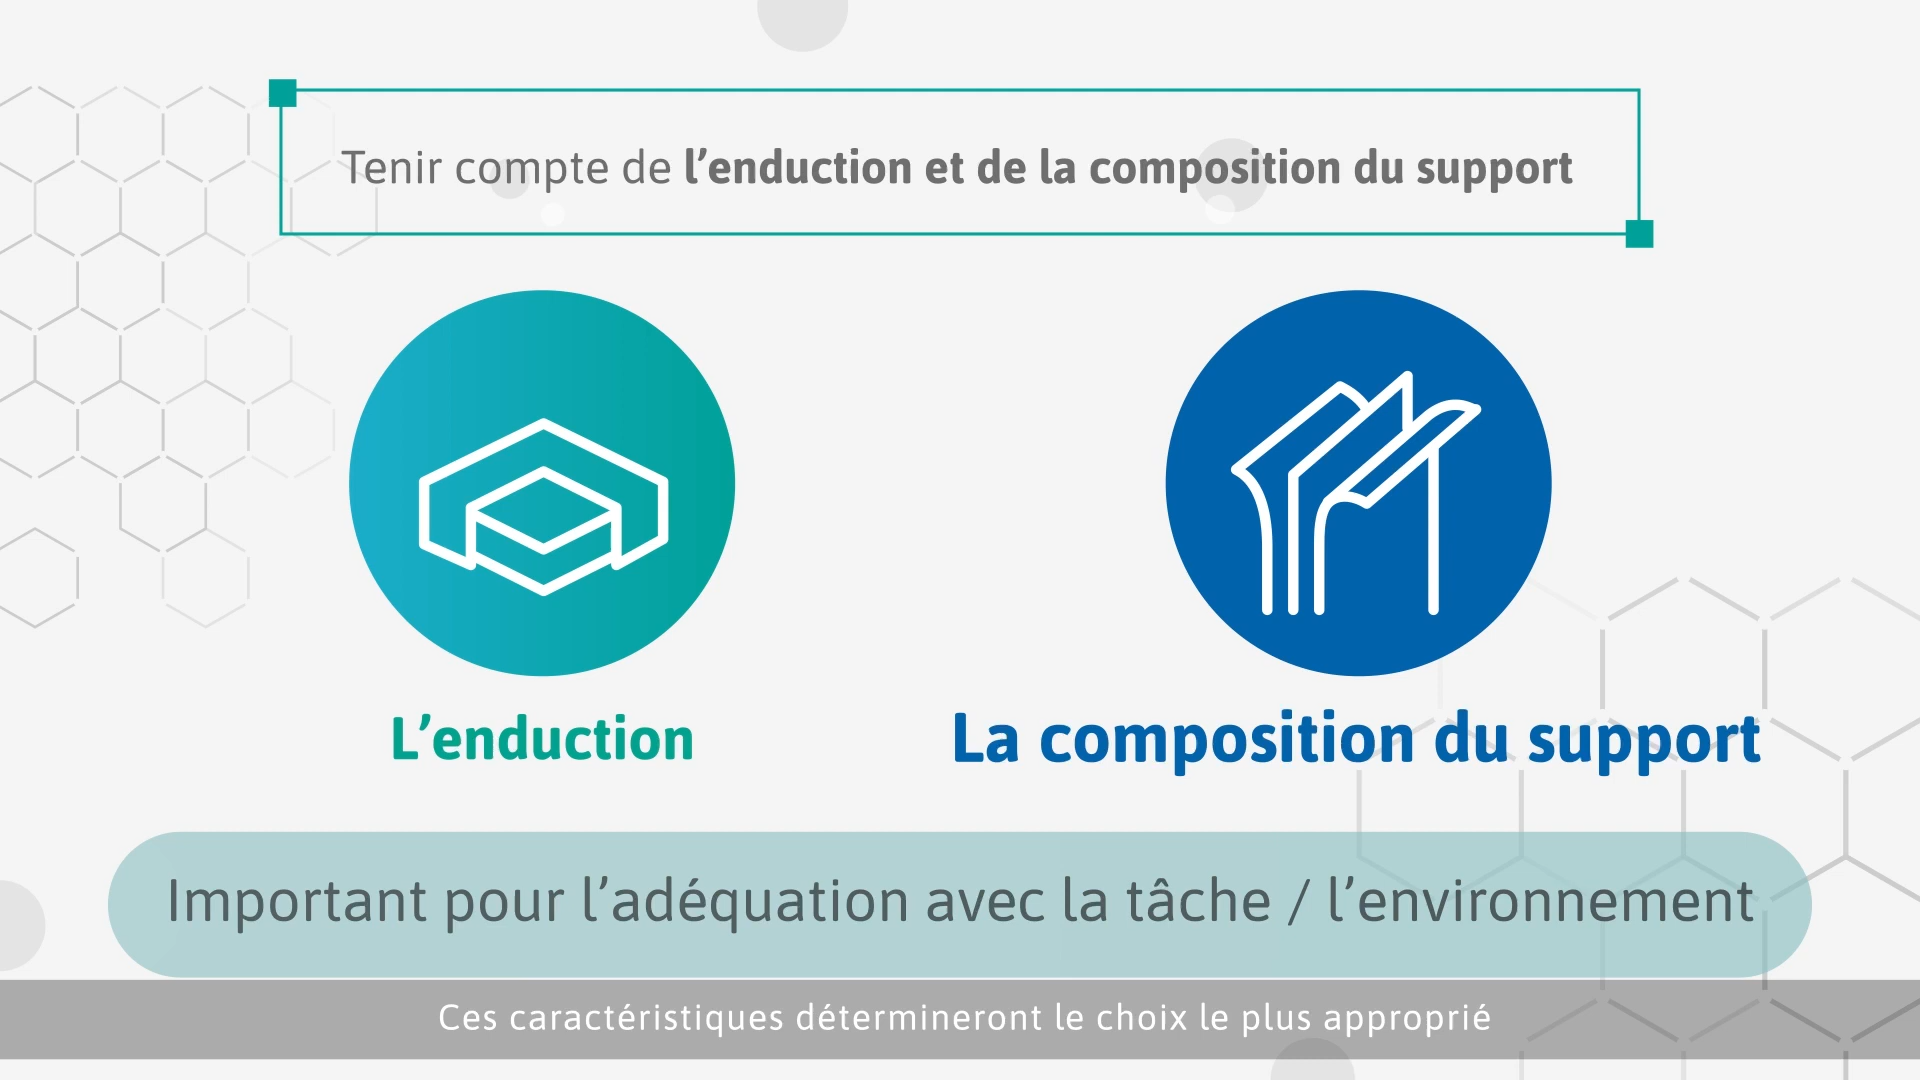 Tenir compte de l’enduction et de la composition du support
L’enduction
La composition du support
Important pour l’adéquation avec la tâche / l’environnement
Ces caractéristiques détermineront le choix le plus approprié